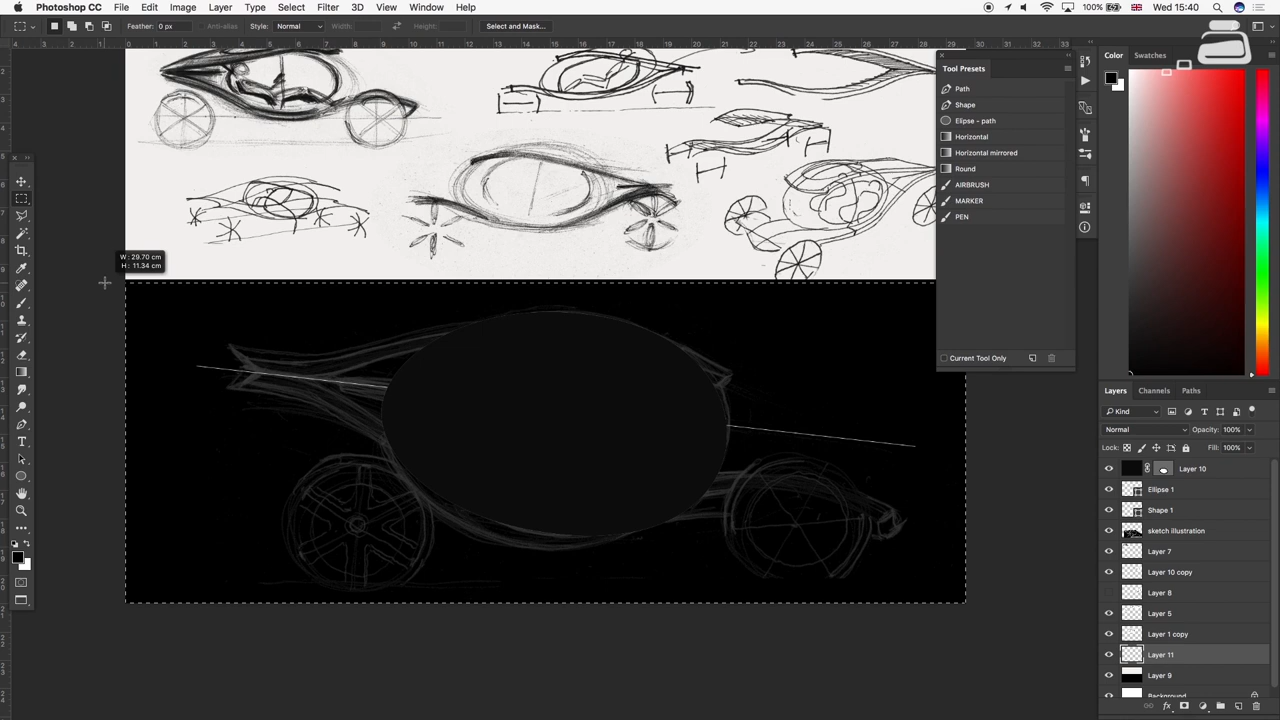 Photoshop CC File Edit Image Layer Type Select Filter 3D View Window Help 100% Wed 15:40
Feather: 0 px Anti-alias Style: Normal Width: Height: Select and Mask...
Tool Presets
Path
Shape
Elipse - path
Horizontal
Horizontal mirrored
Round
AIRBRUSH
MARKER
PEN
Current Tool Only
W: 29.70 cm
H: 11.34 cm
Color Swatches
Layers Channels Paths
Kind
Normal Opacity: 100%
Lock: Fill: 100%
Layer 10
Ellipse 1
Shape 1
sketch illustration
Layer 7
Layer 10 copy
Layer 8
Layer 5
Layer 1 copy
Layer 11
Layer 9
Background